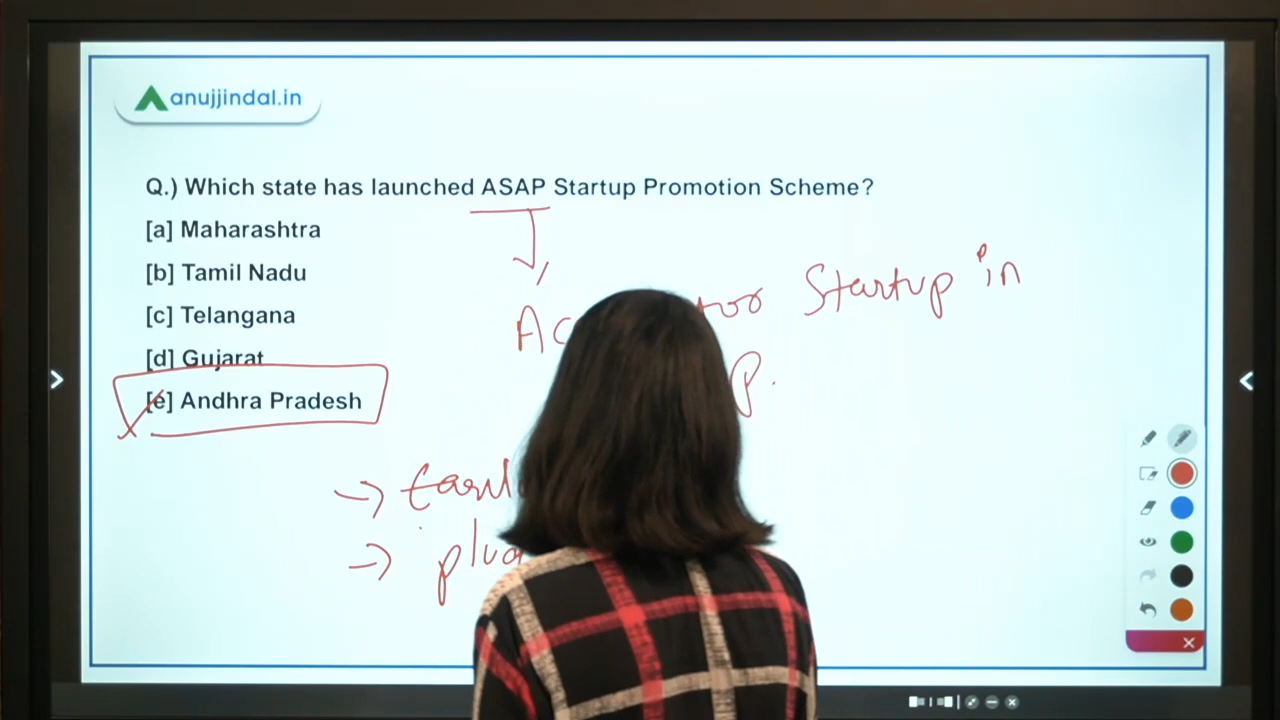 anujjindal.in
Q.) Which state has launched ASAP Startup Promotion Scheme?
[a] Maharashtra
[b] Tamil Nadu
[c] Telangana
[d] Gujarat
[e] Andhra Pradesh
Startup in
P.